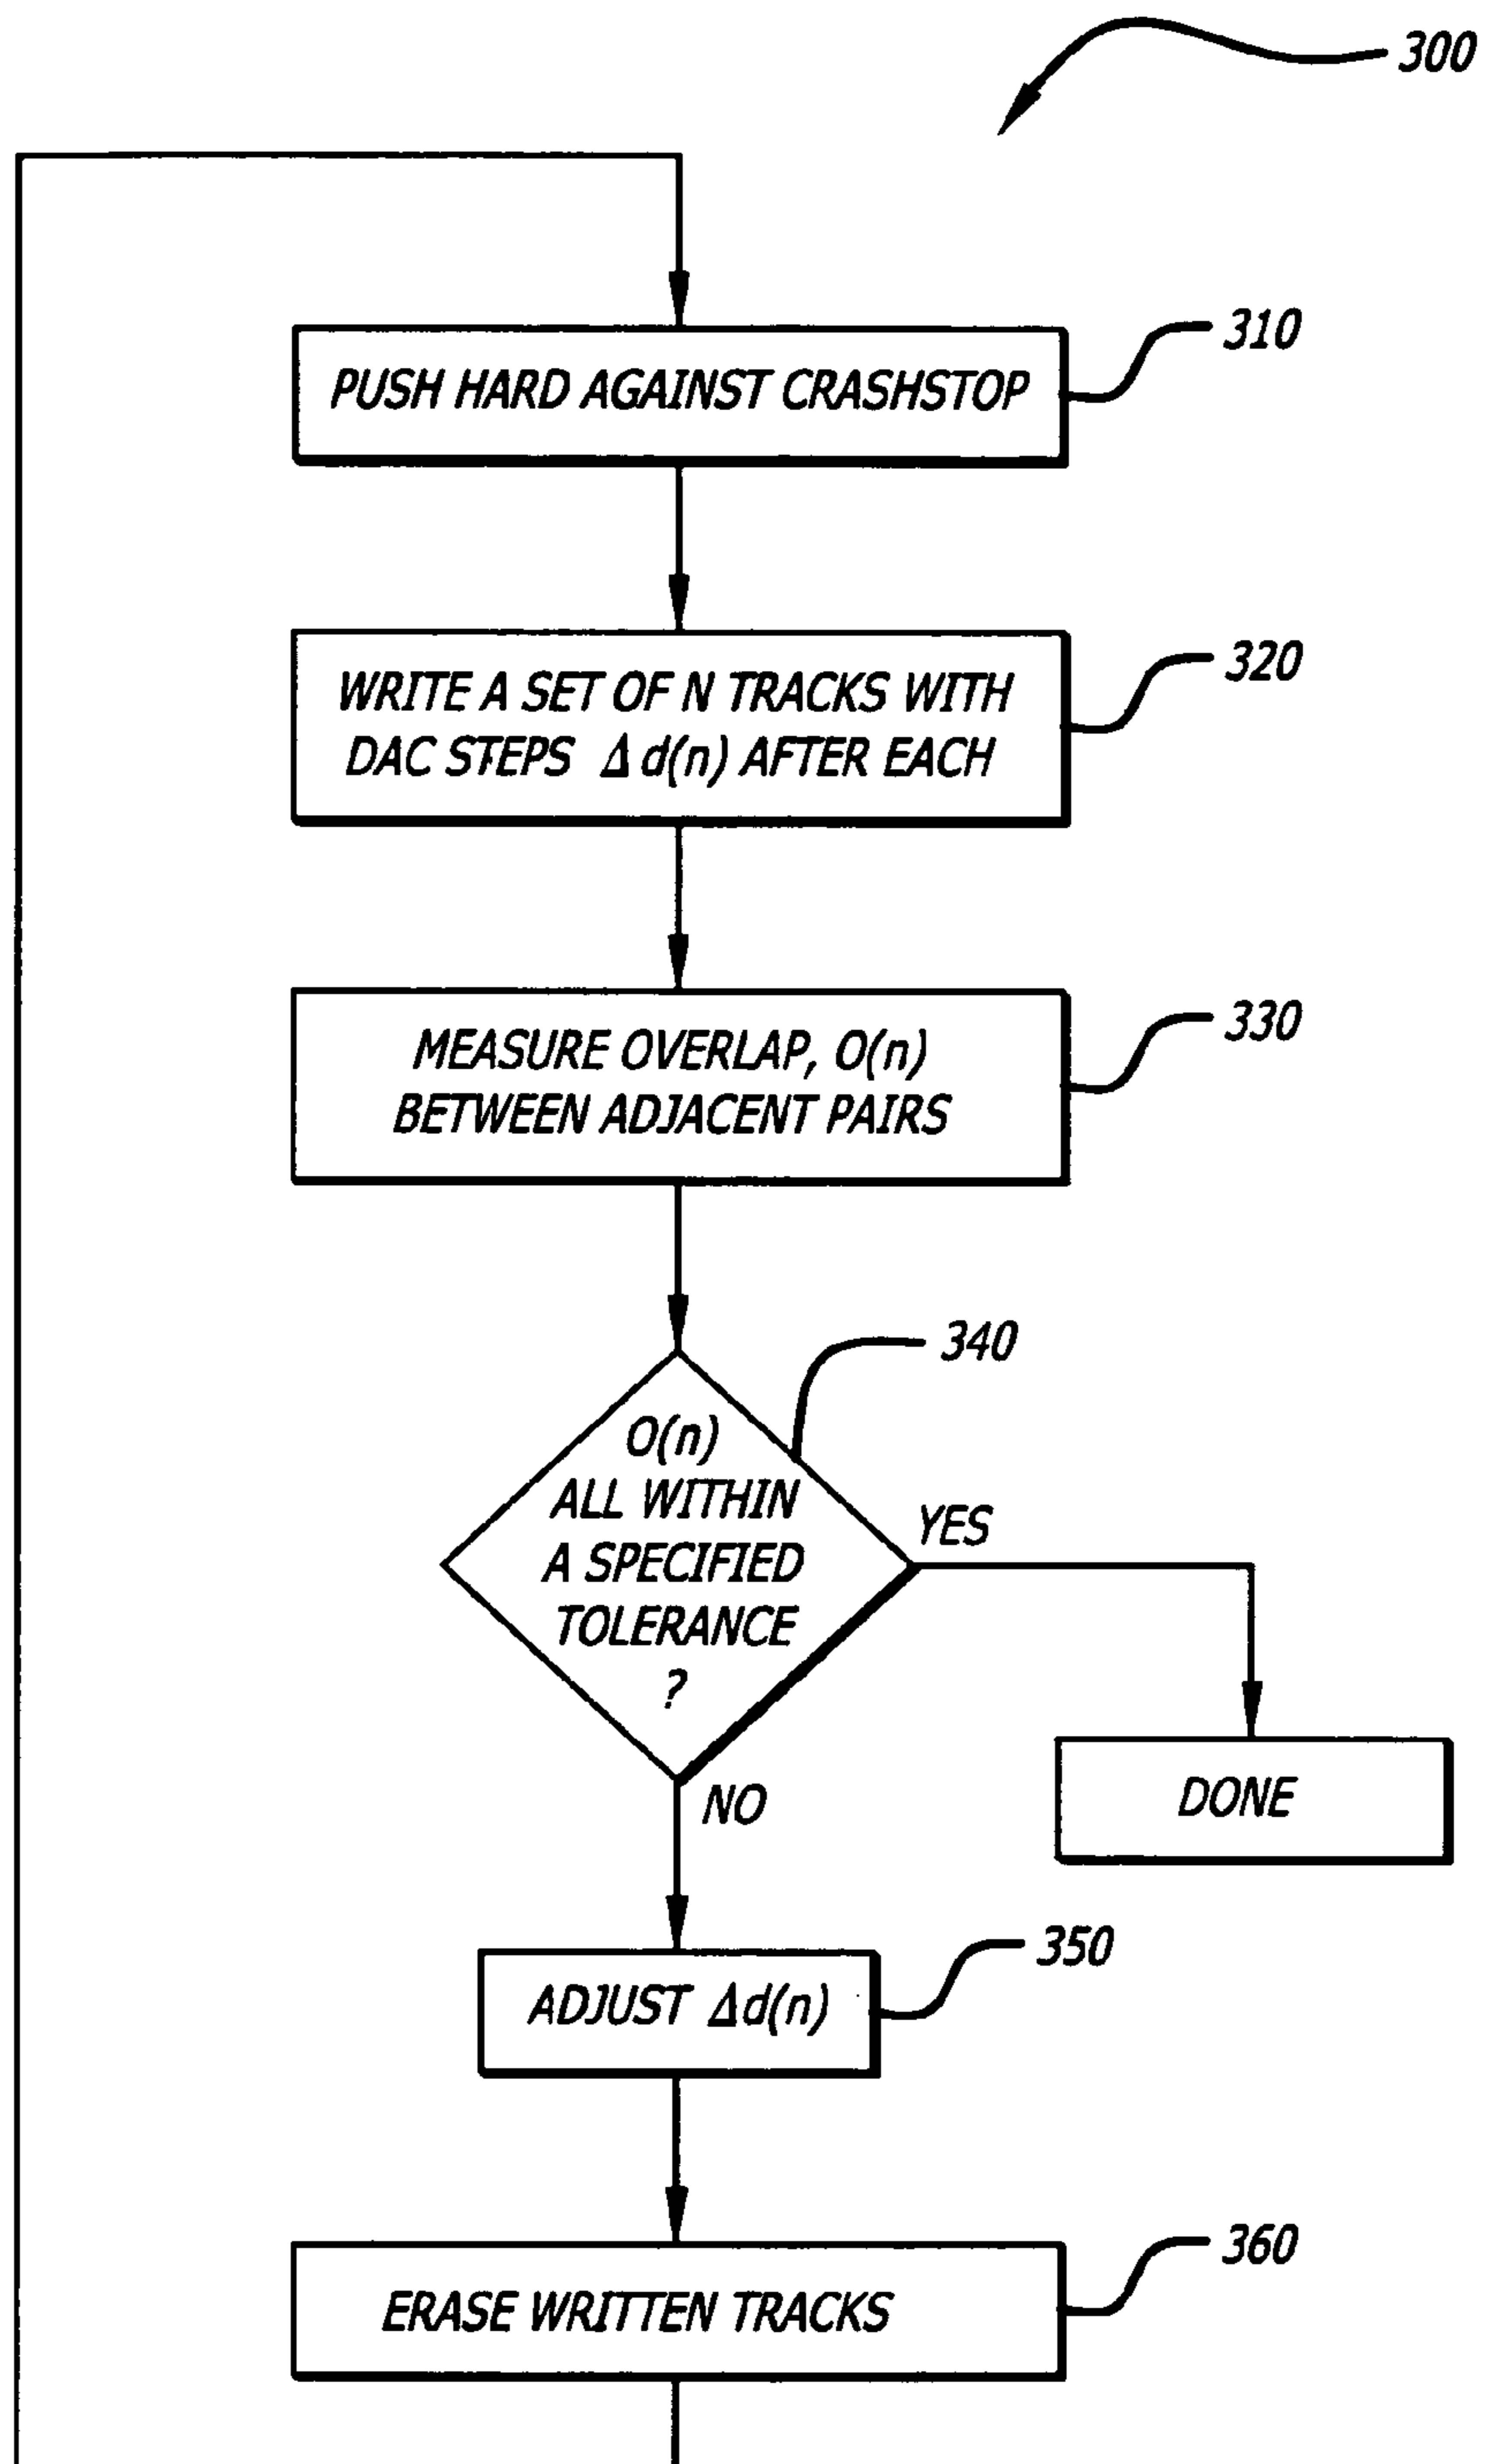 300
310
PUSH HARD AGAINST CRASHSTOP
320
WRITE A SET OF N TRACKS WITH
DAC STEPS Δd(n) AFTER EACH
330
MEASURE OVERLAP, O(n)
BETWEEN ADJACENT PAIRS
340
O(n)
ALL WITHIN
A SPECIFIED
TOLERANCE
?
YES
NO
DONE
350
ADJUST Δd(n)
360
ERASE WRITTEN TRACKS